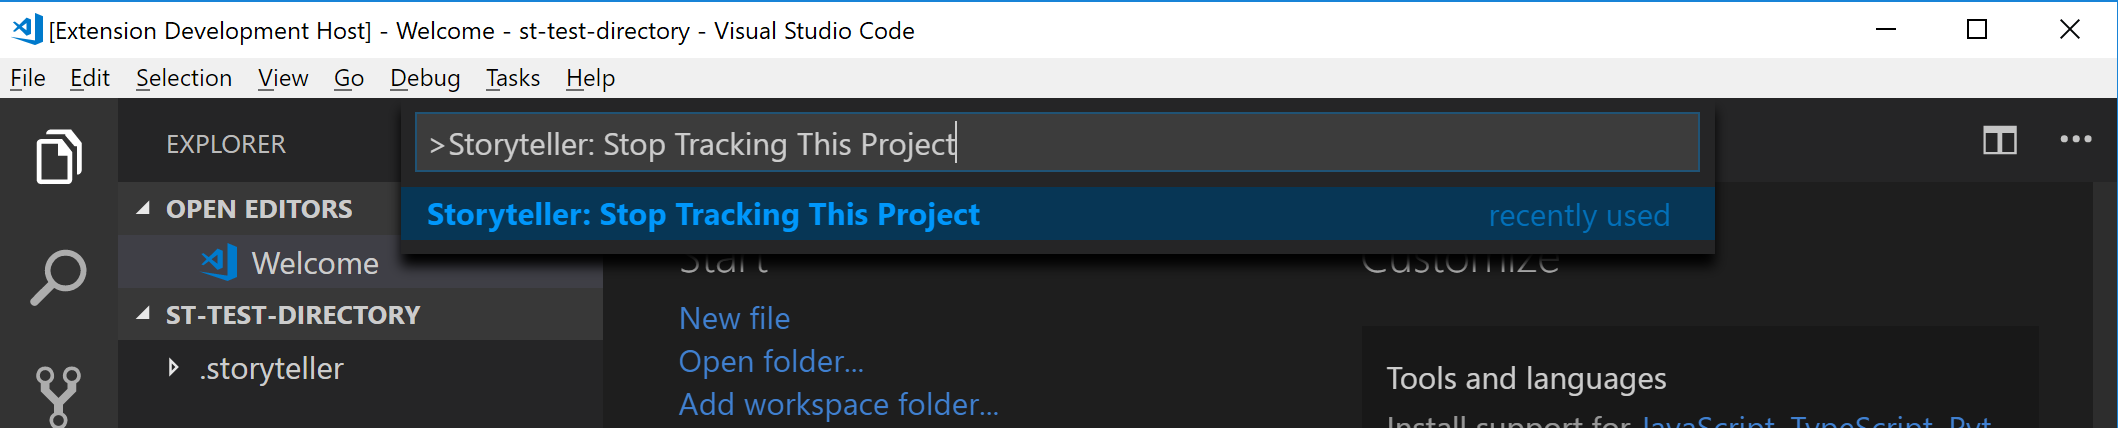 [Extension Development Host] - Welcome - st-test-directory - Visual Studio Code
File Edit Selection View Go Debug Tasks Help
EXPLORER
>Storyteller: Stop Tracking This Project
Storyteller: Stop Tracking This Project recently used
OPEN EDITORS
Welcome
ST-TEST-DIRECTORY
.storyteller
Start
New file
Open folder...
Add workspace folder...
Customize
Tools and languages
Install support for JavaScript, TypeScript, Pyt